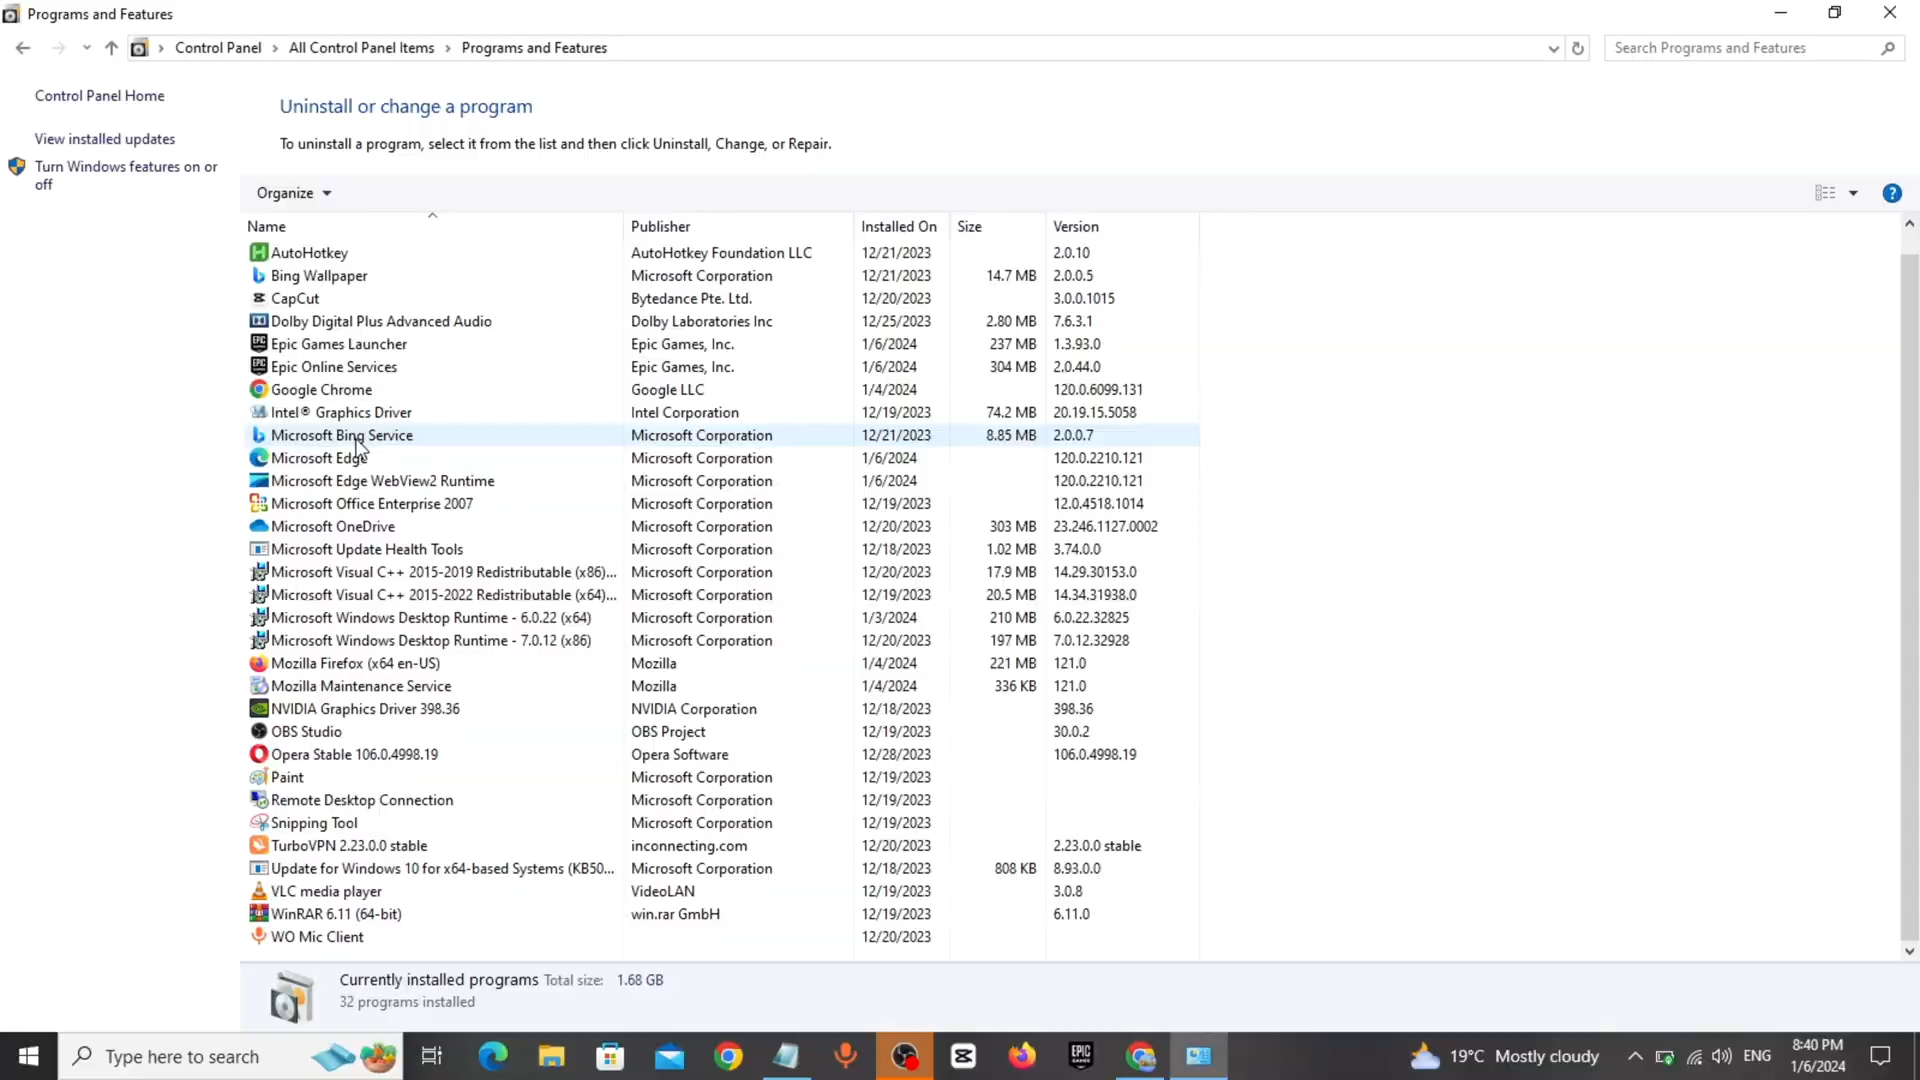 Programs and Features
Control Panel > All Control Panel Items > Programs and Features
Search Programs and Features
Control Panel Home
View installed updates
Turn Windows features on or
off
Uninstall or change a program
To uninstall a program, select it from the list and then click Uninstall, Change, or Repair.
Organize
Name Publisher Installed On Size Version
AutoHotkey AutoHotkey Foundation LLC 12/21/2023 2.0.10
Bing Wallpaper Microsoft Corporation 12/21/2023 14.7 MB 2.0.0.5
CapCut Bytedance Pte. Ltd. 12/20/2023 3.0.0.1015
Dolby Digital Plus Advanced Audio Dolby Laboratories Inc 12/25/2023 2.80 MB 7.6.3.1
Epic Games Launcher Epic Games, Inc. 1/6/2024 237 MB 1.3.93.0
Epic Online Services Epic Games, Inc. 1/6/2024 304 MB 2.0.44.0
Google Chrome Google LLC 1/4/2024 120.0.6099.131
Intel® Graphics Driver Intel Corporation 12/19/2023 74.2 MB 20.19.15.5058
Microsoft Bing Service Microsoft Corporation 12/21/2023 8.85 MB 2.0.0.7
Microsoft Edge Microsoft Corporation 1/6/2024 120.0.2210.121
Microsoft Edge WebView2 Runtime Microsoft Corporation 1/6/2024 120.0.2210.121
Microsoft Office Enterprise 2007 Microsoft Corporation 12/19/2023 12.0.4518.1014
Microsoft OneDrive Microsoft Corporation 12/20/2023 303 MB 23.246.1127.0002
Microsoft Update Health Tools Microsoft Corporation 12/18/2023 1.02 MB 3.74.0.0
Microsoft Visual C++ 2015-2019 Redistributable (x86)... Microsoft Corporation 12/20/2023 17.9 MB 14.29.30153.0
Microsoft Visual C++ 2015-2022 Redistributable (x64)... Microsoft Corporation 12/19/2023 20.5 MB 14.34.31938.0
Microsoft Windows Desktop Runtime - 6.0.22 (x64) Microsoft Corporation 1/3/2024 210 MB 6.0.22.32825
Microsoft Windows Desktop Runtime - 7.0.12 (x86) Microsoft Corporation 12/20/2023 197 MB 7.0.12.32928
Mozilla Firefox (x64 en-US) Mozilla 1/4/2024 221 MB 121.0
Mozilla Maintenance Service Mozilla 1/4/2024 336 KB 121.0
NVIDIA Graphics Driver 398.36 NVIDIA Corporation 12/18/2023 398.36
OBS Studio OBS Project 12/19/2023 30.0.2
Opera Stable 106.0.4998.19 Opera Software 12/28/2023 106.0.4998.19
Paint Microsoft Corporation 12/19/2023
Remote Desktop Connection Microsoft Corporation 12/19/2023
Snipping Tool Microsoft Corporation 12/19/2023
TurboVPN 2.23.0.0 stable inconnecting.com 12/20/2023 2.23.0.0 stable
Update for Windows 10 for x64-based Systems (KB50... Microsoft Corporation 12/18/2023 808 KB 8.93.0.0
VLC media player VideoLAN 12/19/2023 3.0.8
WinRAR 6.11 (64-bit) win.rar GmbH 12/19/2023 6.11.0
WO Mic Client 12/20/2023
Currently installed programs Total size: 1.68 GB
32 programs installed
Type here to search
EPIC
19°C Mostly cloudy
ENG
8:40 PM
1/6/2024